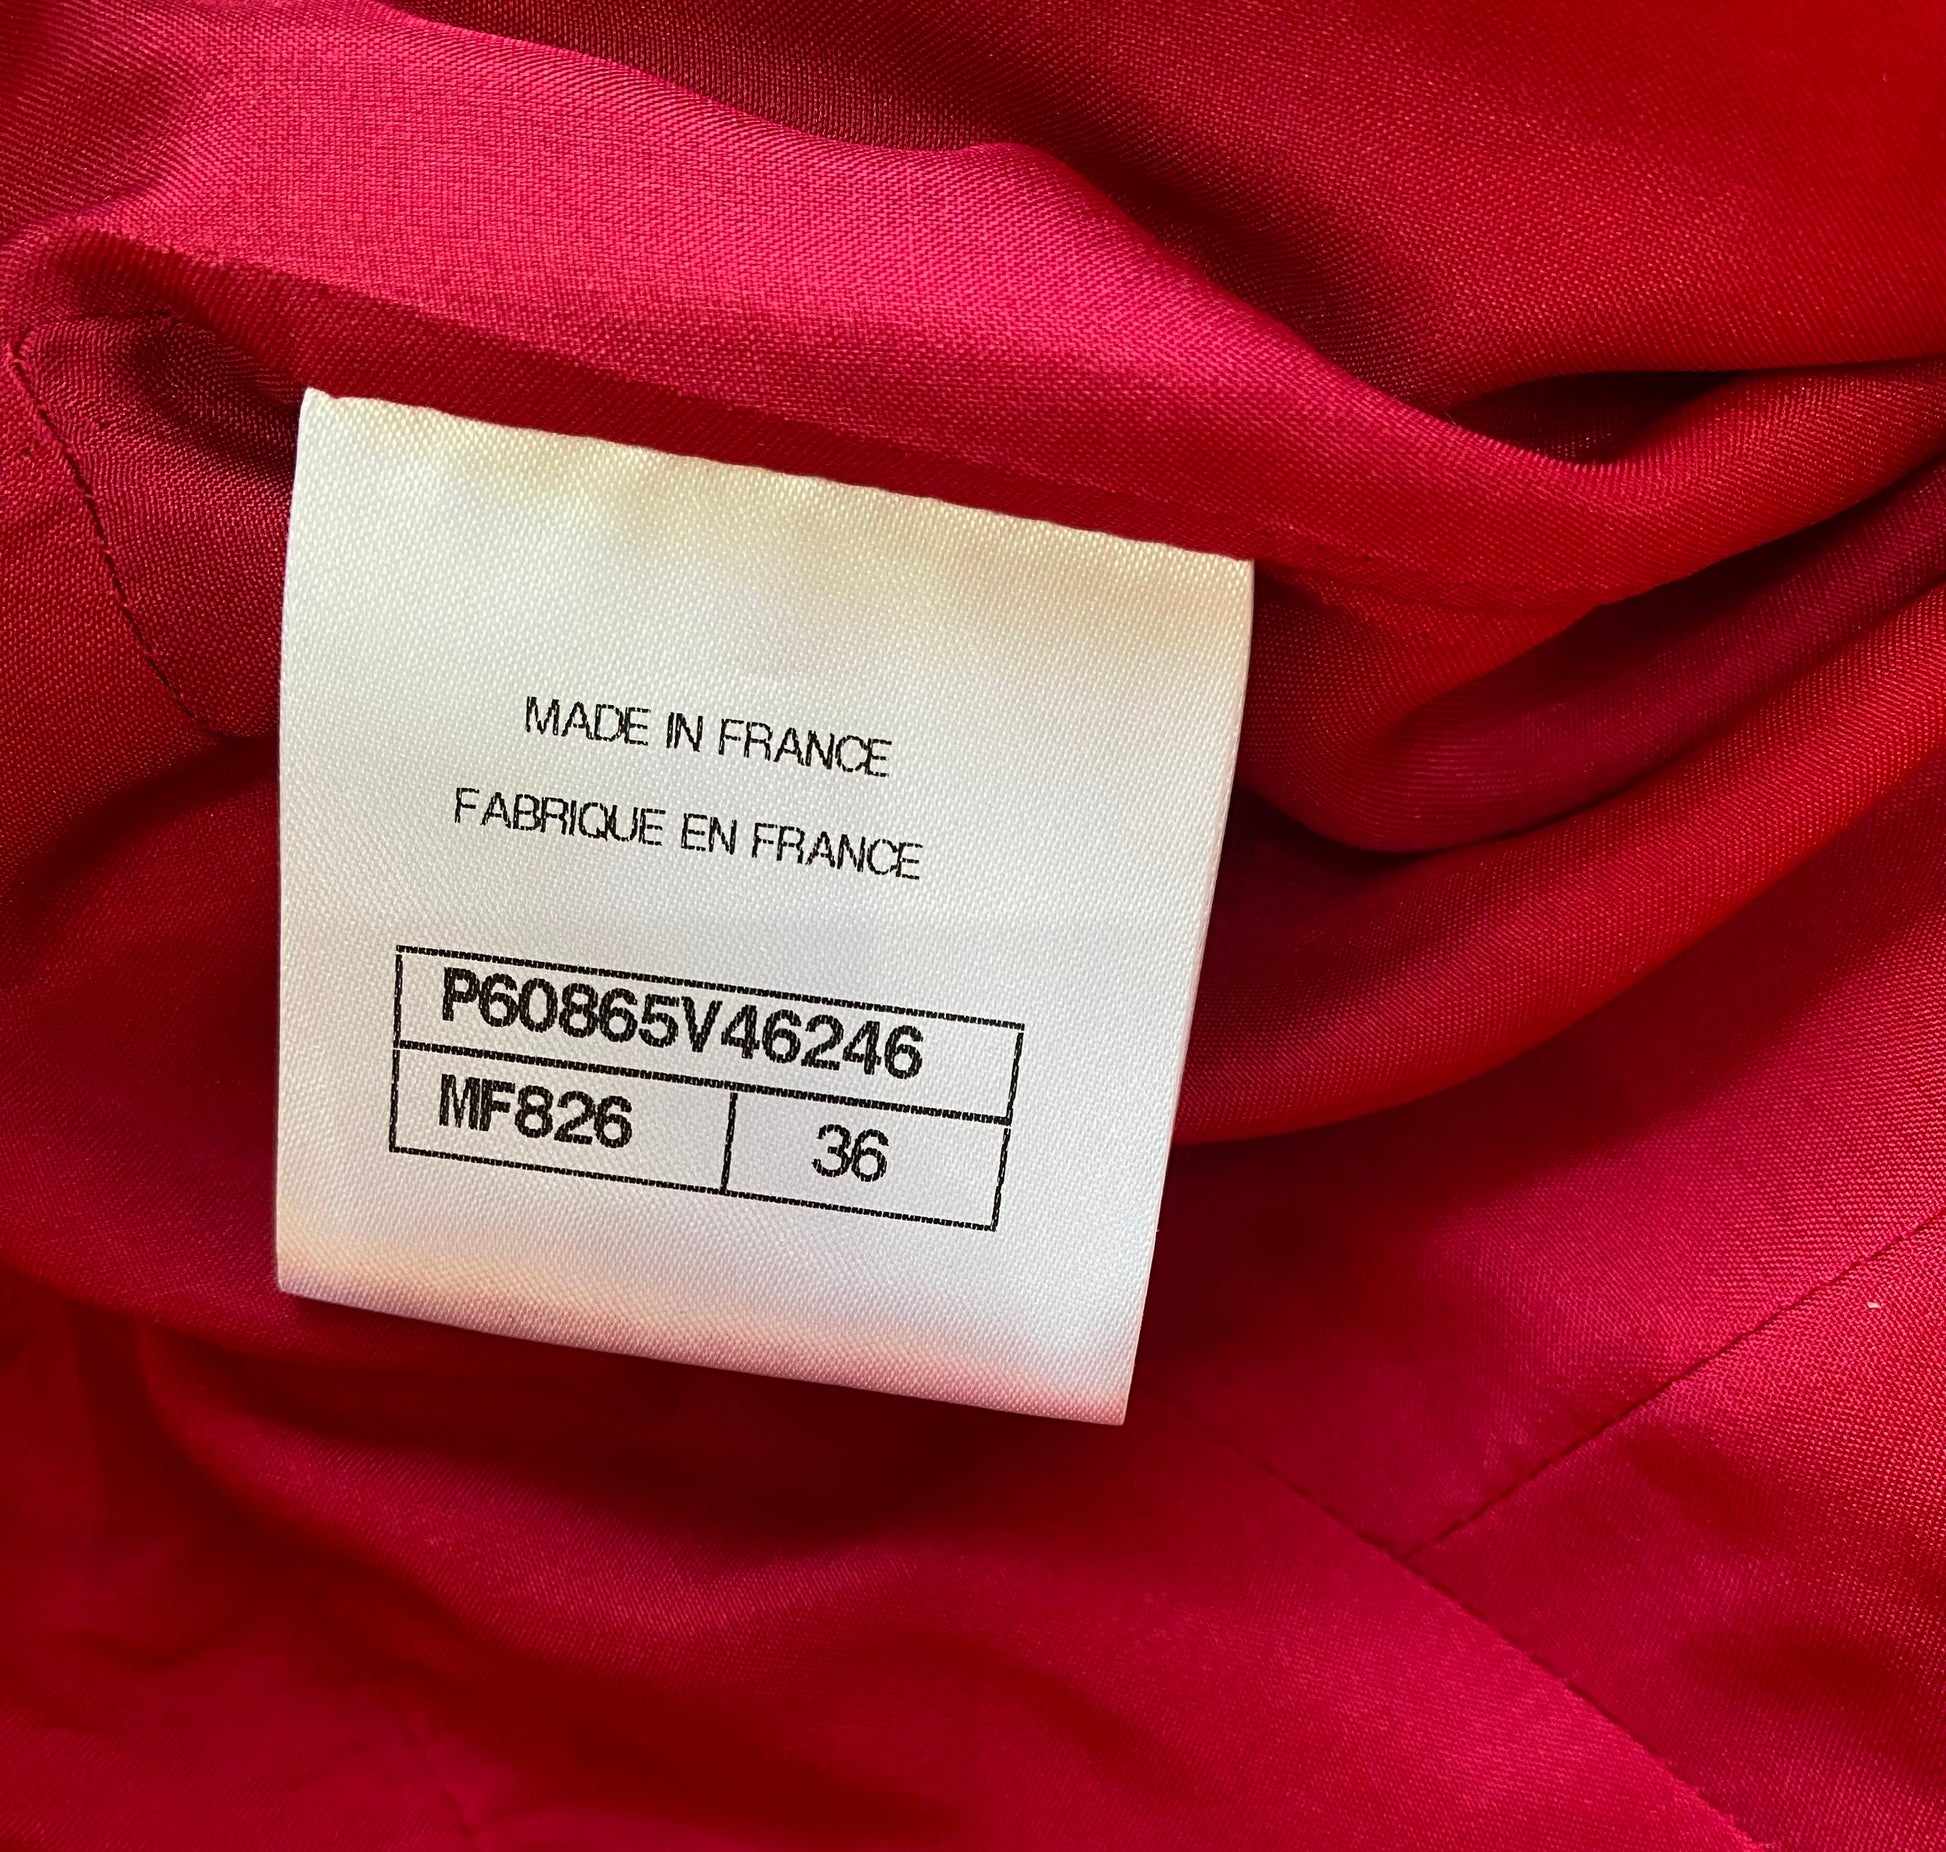 MADE IN FRANCE
FABRIQUE EN FRANCE
P60865V46246
MF826 36